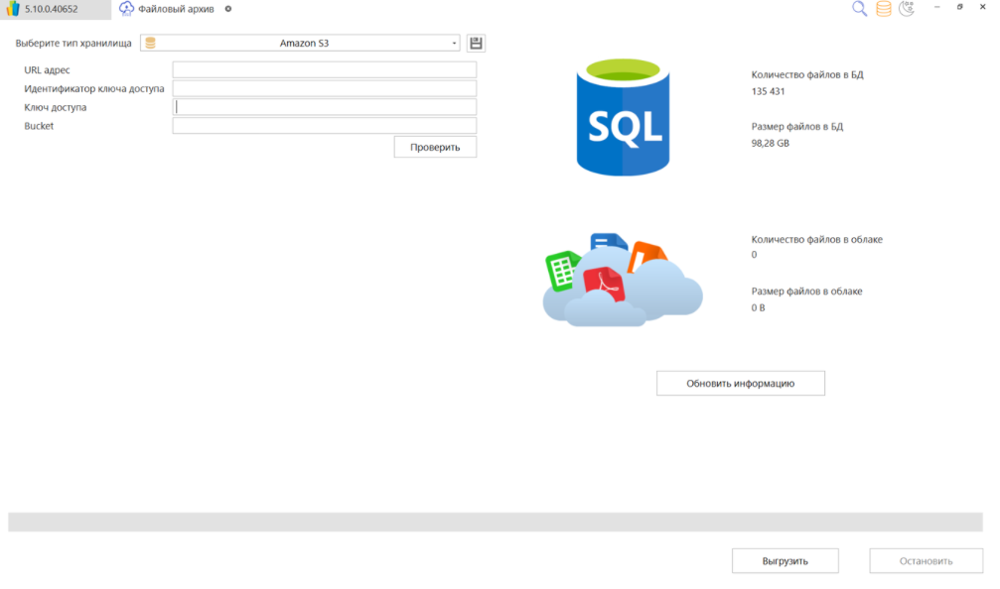 5.10.0.40652
Файловый архив
Выберите тип хранилища
Amazon S3
URL адрес
Идентификатор ключа доступа
Ключ доступа
Bucket
Проверить
SQL
Количество файлов в БД
135 431
Размер файлов в БД
98,28 GB
Количество файлов в облаке
0
Размер файлов в облаке
0 B
Обновить информацию
Выгрузить
Остановить